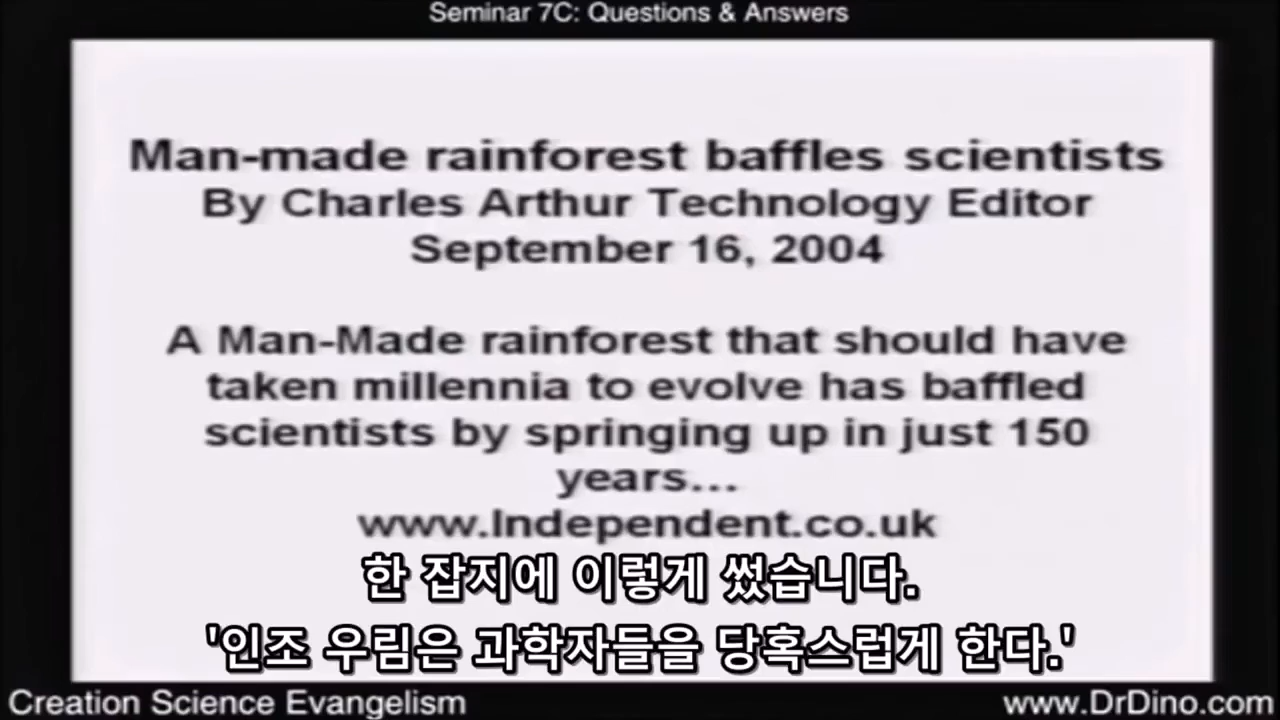 Seminar 7C: Questions & Answers
Man-made rainforest baffles scientists
By Charles Arthur Technology Editor
September 16, 2004
A Man-Made rainforest that should have
taken millennia to evolve has baffled
scientists by springing up in just 150
years...
www.Independent.co.uk
한 잡지에 이렇게 썼습니다.
'인조 우림은 과학자들을 당혹스럽게 한다.'
Creation Science Evangelism
www.DrDino.com